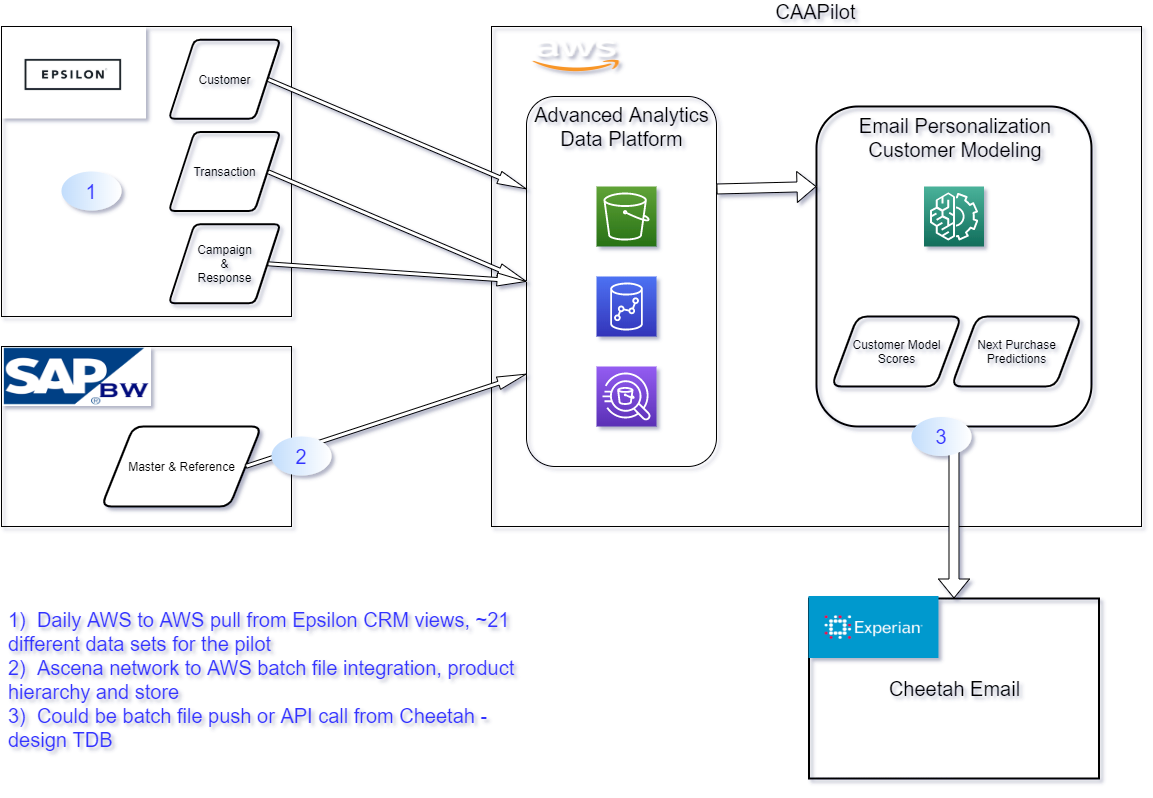 CAAPilot
EPSILON
Customer
Transaction
1
Campaign
&
Response
SAP
® BW
Master & Reference
2
aws
Advanced Analytics
Data Platform
Email Personalization
Customer Modeling
Customer Model
Scores
Next Purchase
Predictions
3
Experian
Cheetah Email
1) Daily AWS to AWS pull from Epsilon CRM views, ~21
different data sets for the pilot
2) Ascena network to AWS batch file integration, product
hierarchy and store
3) Could be batch file push or API call from Cheetah -
design TDB